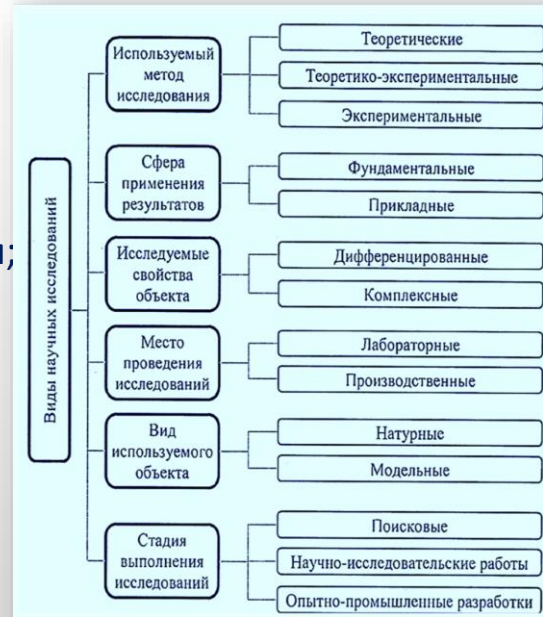 Виды научных исследований
Используемый
метод
исследования
Теоретические
Теоретико-экспериментальные
Экспериментальные
Сфера
применения
результатов
Фундаментальные
Прикладные
Исследуемые
свойства
объекта
Дифференцированные
Комплексные
Место
проведения
исследований
Лабораторные
Производственные
Вид
используемого
объекта
Натурные
Модельные
Стадия
выполнения
исследований
Поисковые
Научно-исследовательские работы
Опытно-промышленные разработки